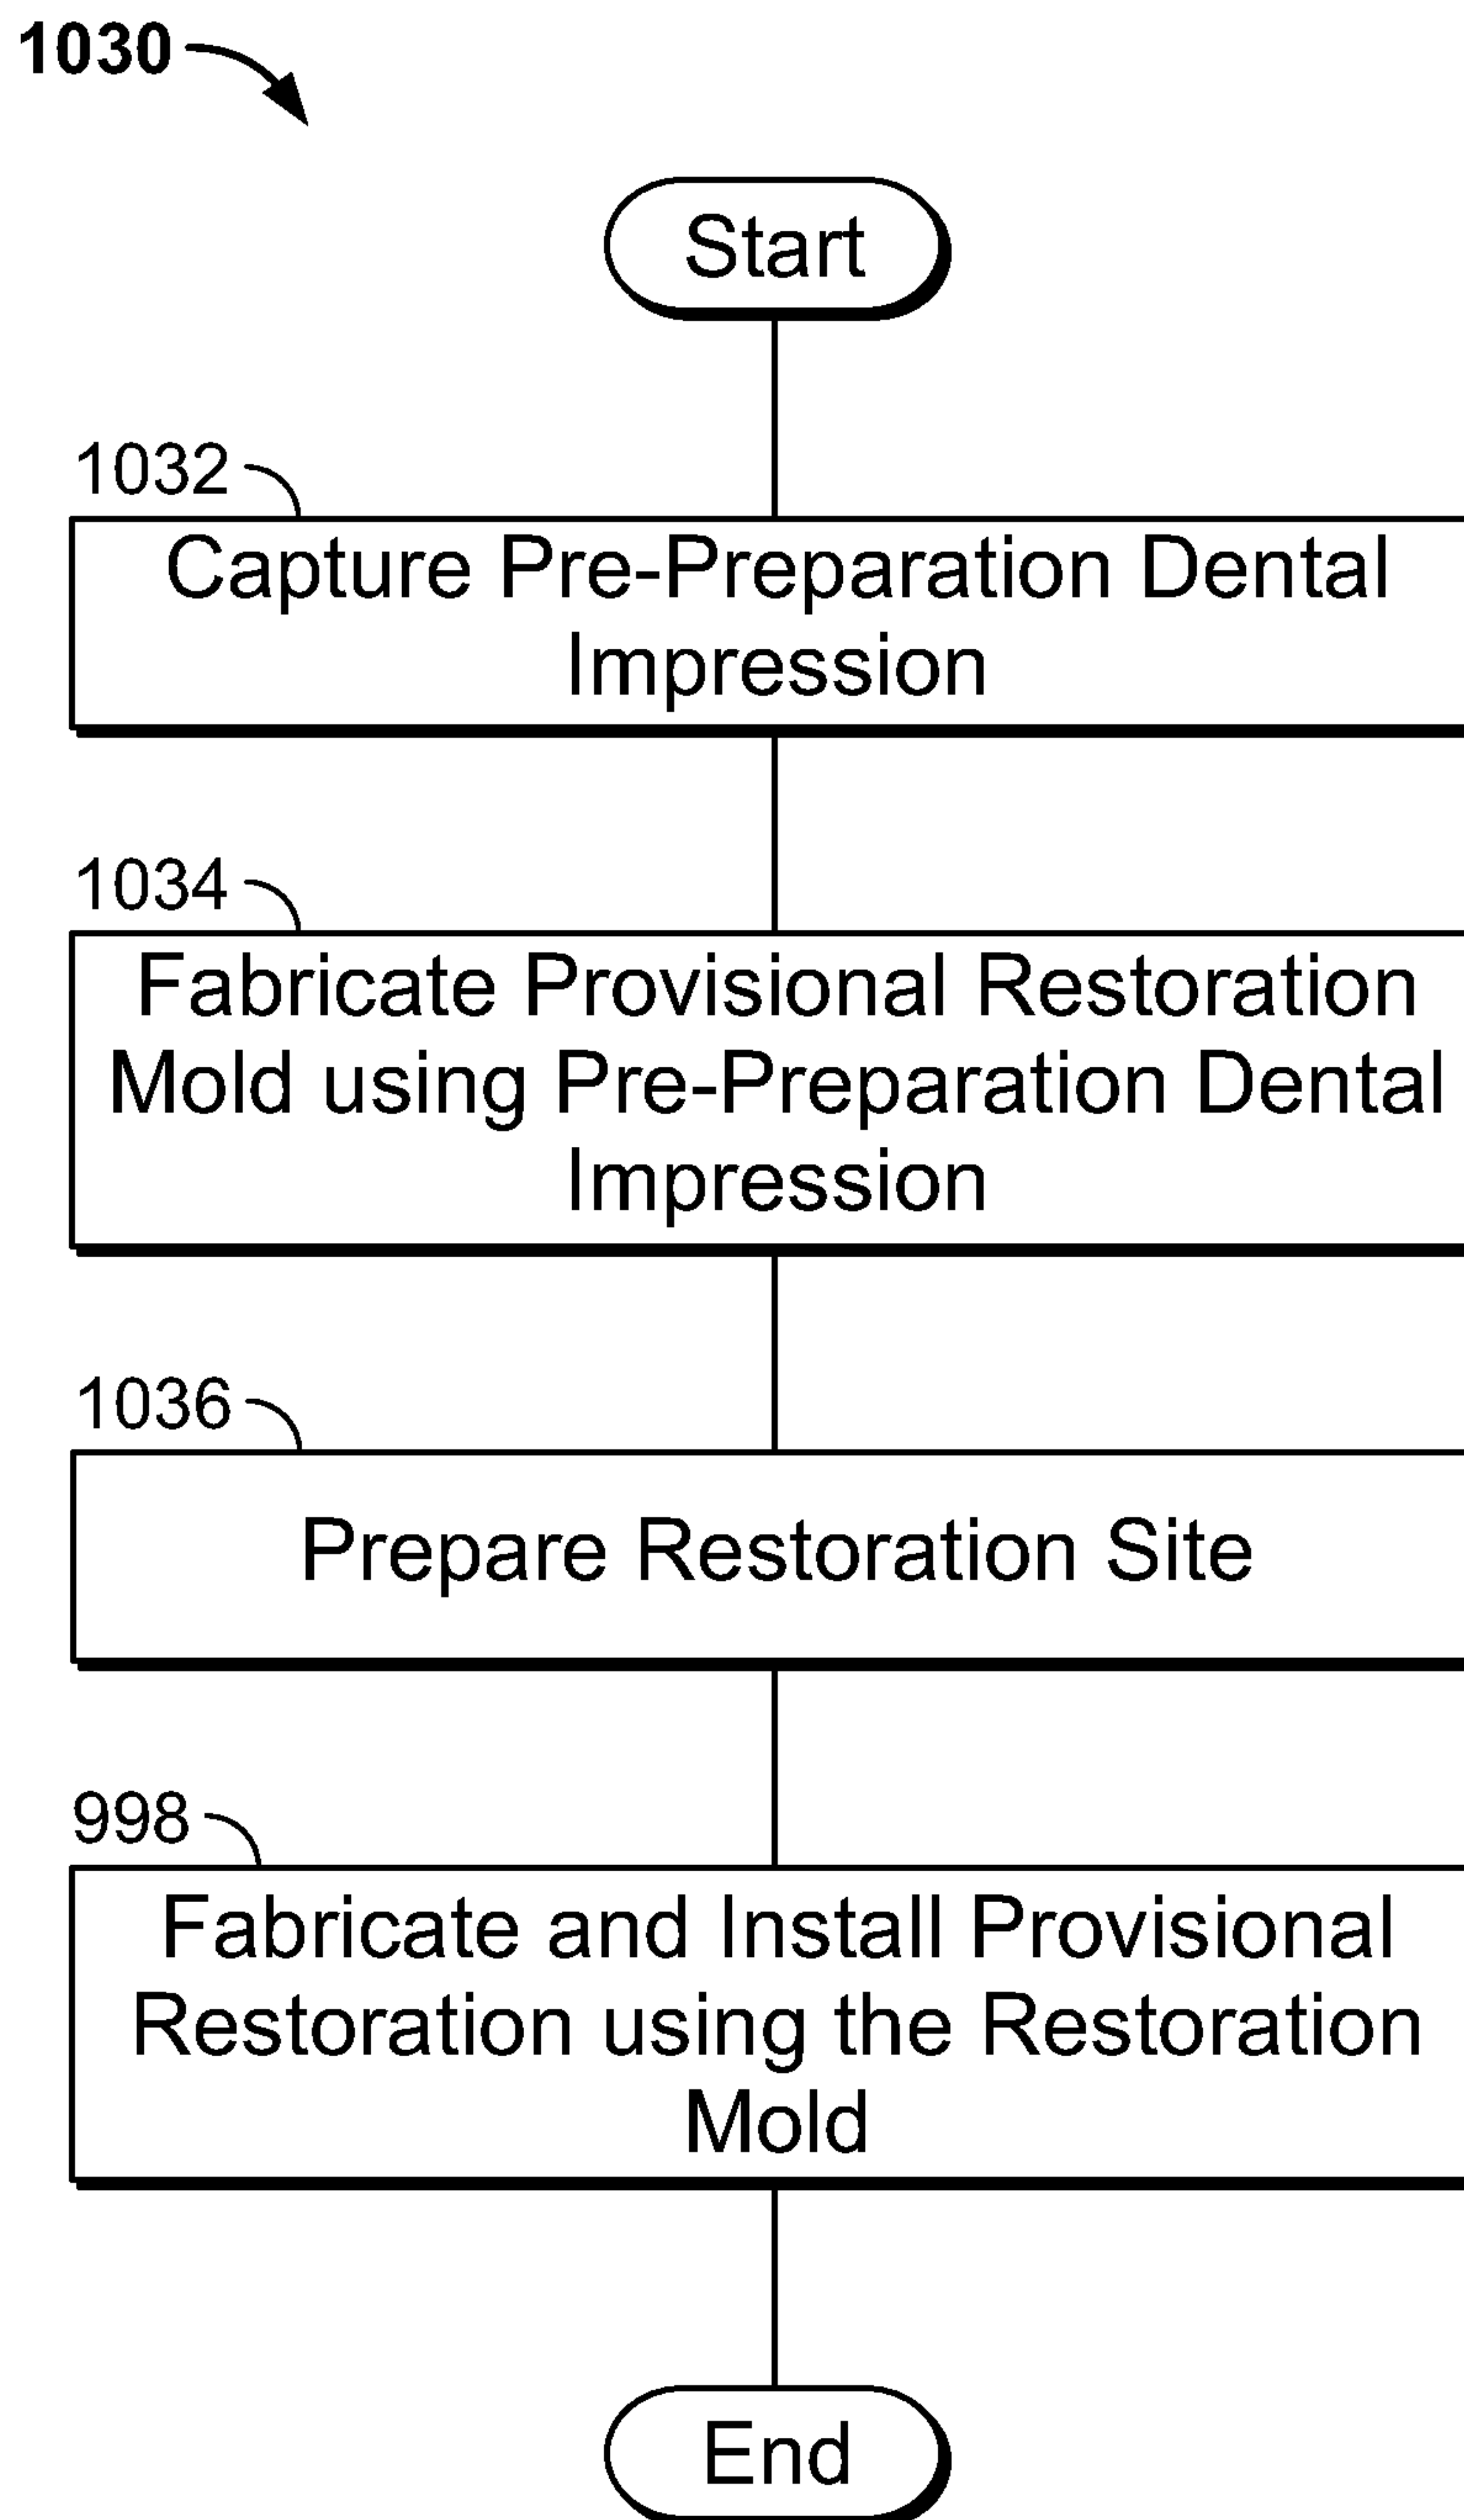 1030
Start
1032
Capture Pre-Preparation Dental
Impression
1034
Fabricate Provisional Restoration
Mold using Pre-Preparation Dental
Impression
1036
Prepare Restoration Site
998
Fabricate and Install Provisional
Restoration using the Restoration
Mold
End